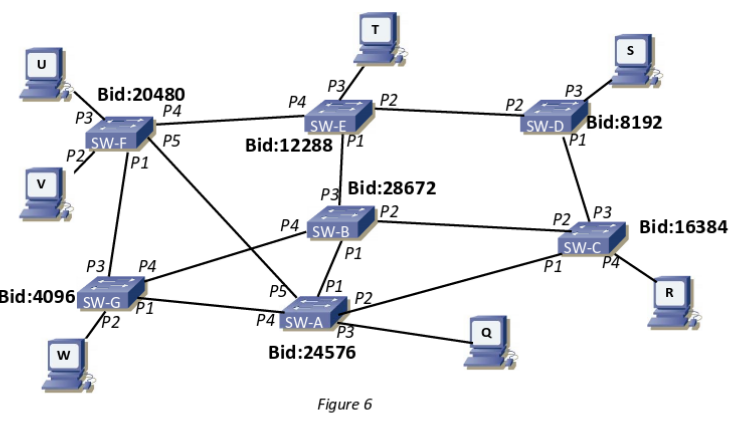 T
U
S
Bid:20480
P3
P4
P4
P2
P2
P3
P3
SW-E
SW-D
Bid:8192
SW-F
P5
Bid:12288
P1
P1
P2
P1
V
P3
Bid:28672
P4
P2
P2
P3
Bid:16384
SW-B
SW-C
P1
P1
P4
P3
P4
Bid:4096
SW-G
P1
P5
P1
P2
R
P2
P4
SW-A
P3
Q
W
Bid:24576
Figure 6